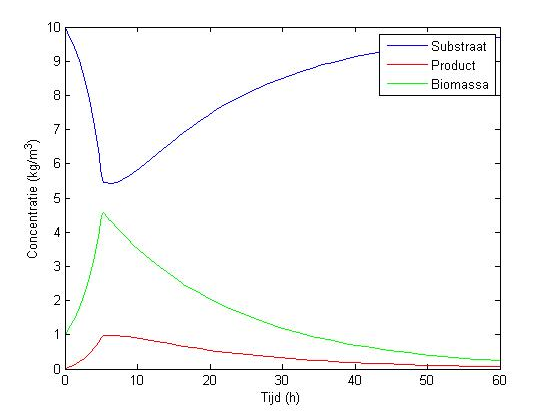 10
9
8
7
6
5
4
3
2
1
0
Concentratie (kg/m³)
Substraat
Product
Biomassa
0 10 20 30 40 50 60
Tijd (h)